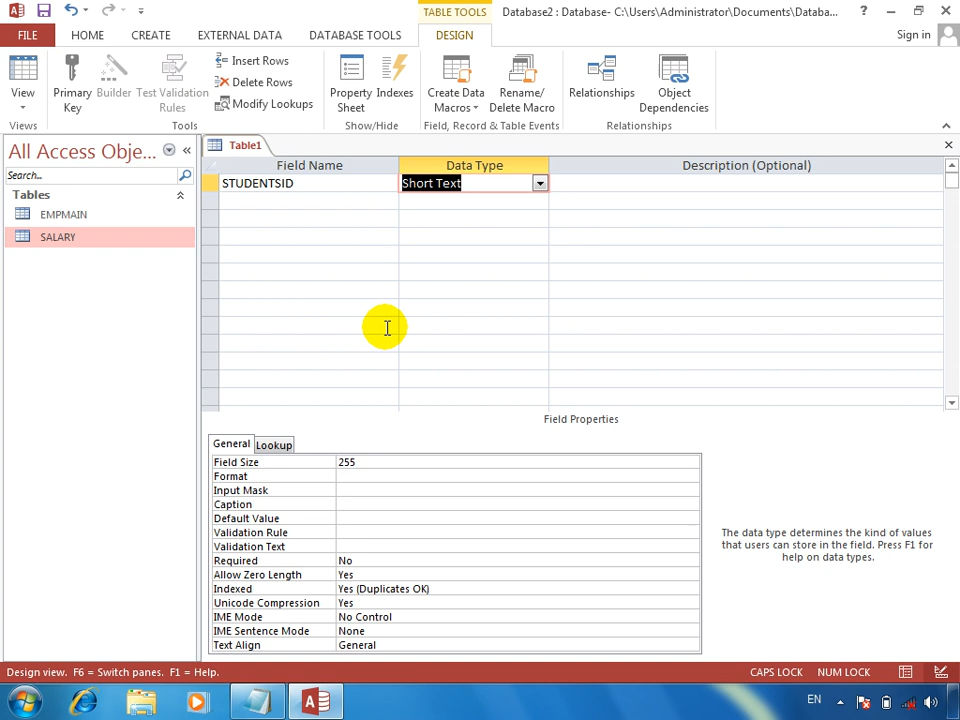 TABLE TOOLS
Database2 : Database- C:\Users\Administrator\Documents\Databa...
?
FILE
HOME
CREATE
EXTERNAL DATA
DATABASE TOOLS
DESIGN
Sign in
View
Primary Key
Builder
Test Validation Rules
Insert Rows
Delete Rows
Modify Lookups
Property Sheet
Indexes
Create Data Macros
Rename/ Delete Macro
Relationships
Object Dependencies
Views
Tools
Show/Hide
Field, Record & Table Events
Relationships
All Access Obje...
Search...
Tables
EMPMAIN
SALARY
Table1
Field Name
Data Type
Description (Optional)
STUDENTSID
Short Text
Field Properties
General
Lookup
Field Size 255
Format
Input Mask
Caption
Default Value
Validation Rule
Validation Text
Required No
Allow Zero Length Yes
Indexed Yes (Duplicates OK)
Unicode Compression Yes
IME Mode No Control
IME Sentence Mode None
Text Align General
The data type determines the kind of values
that users can store in the field. Press F1 for
help on data types.
Design view. F6 = Switch panes. F1 = Help.
CAPS LOCK
NUM LOCK
EN